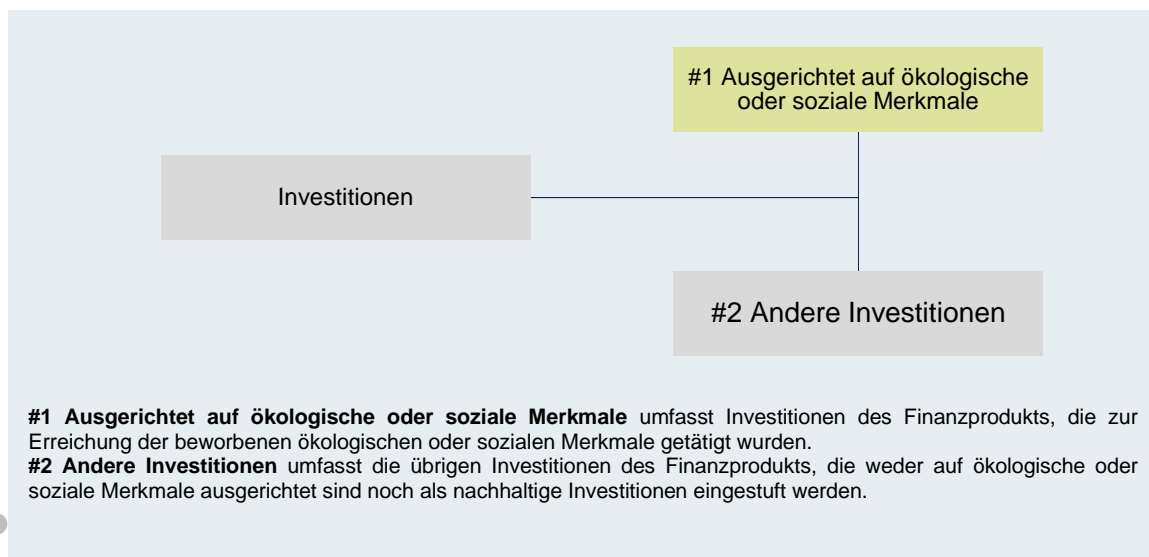 #1 Ausgerichtet auf ökologische
oder soziale Merkmale
Investitionen
#2 Andere Investitionen
#1 Ausgerichtet auf ökologische oder soziale Merkmale umfasst Investitionen des Finanzprodukts, die zur
Erreichung der beworbenen ökologischen oder sozialen Merkmale getätigt wurden.
#2 Andere Investitionen umfasst die übrigen Investitionen des Finanzprodukts, die weder auf ökologische oder
soziale Merkmale ausgerichtet sind noch als nachhaltige Investitionen eingestuft werden.